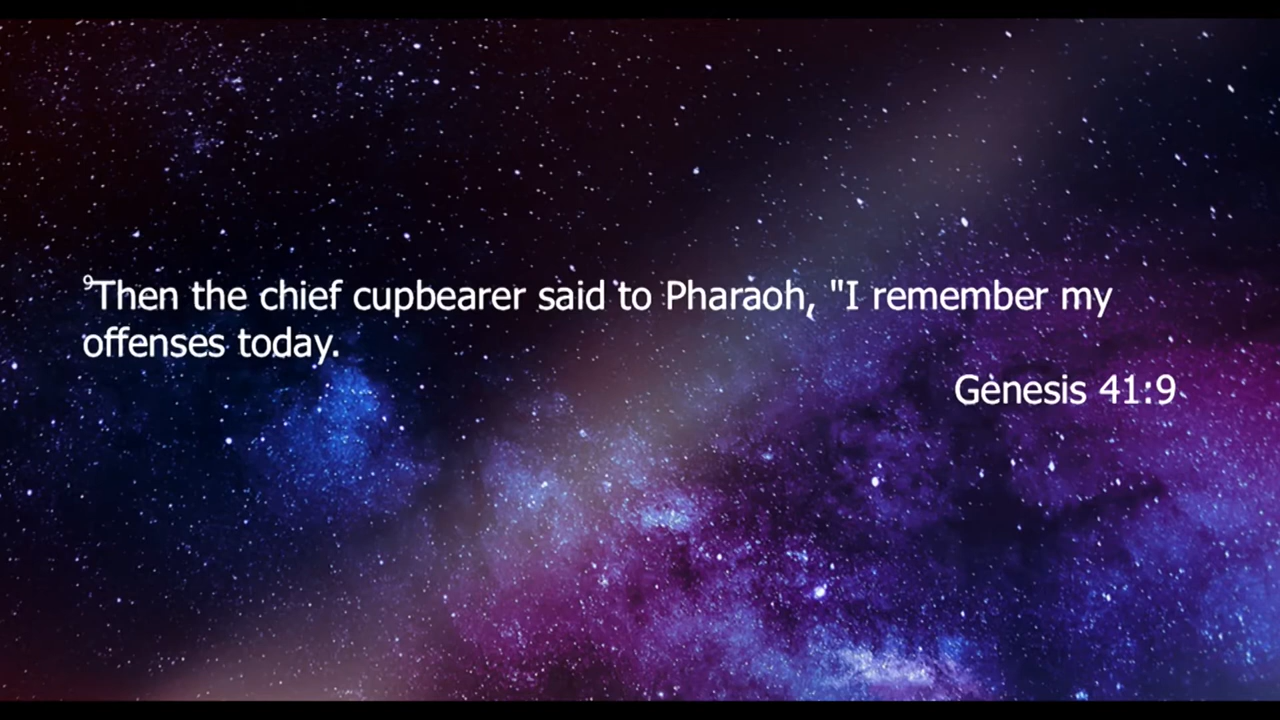 ⁹Then the chief cupbearer said to Pharaoh, "I remember my
offenses today.
Genesis 41:9